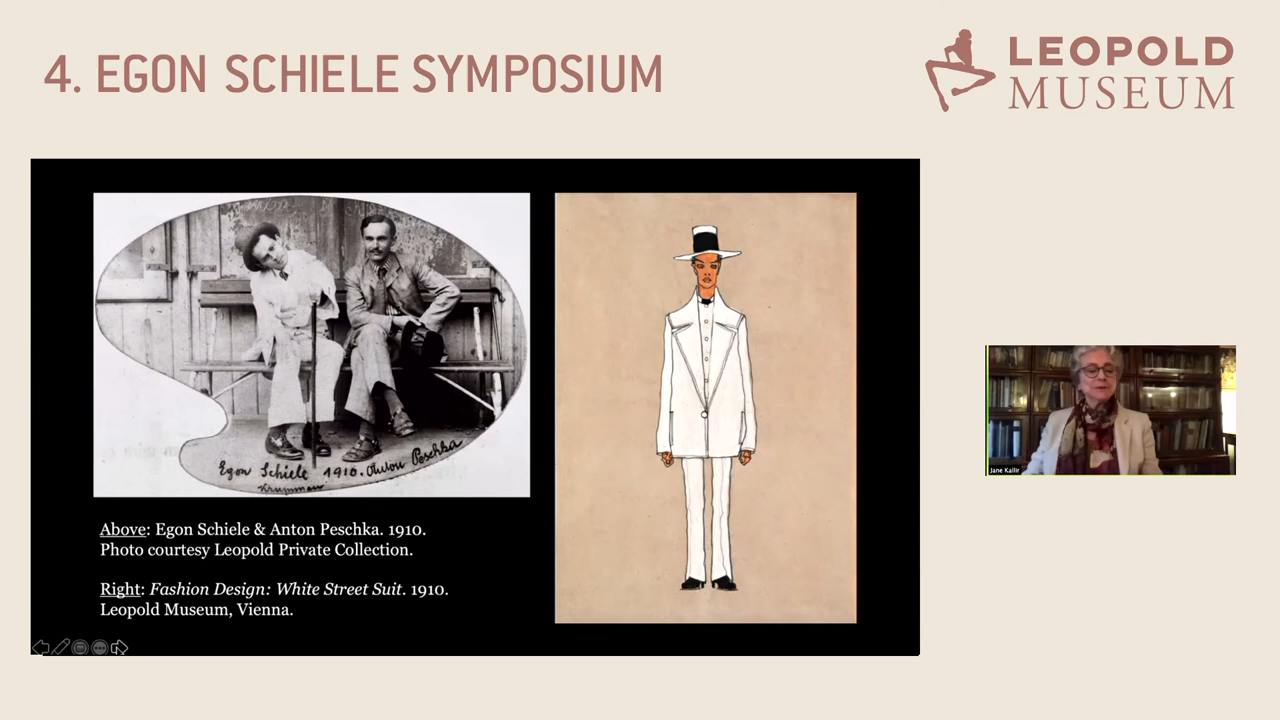 4. EGON SCHIELE SYMPOSIUM
LEOPOLD
MUSEUM
Egon Schiele 1910. Anton Peschka
Krumman
Above: Egon Schiele & Anton Peschka. 1910.
Photo courtesy Leopold Private Collection.
Right: Fashion Design: White Street Suit. 1910.
Leopold Museum, Vienna.
Jane Kallir